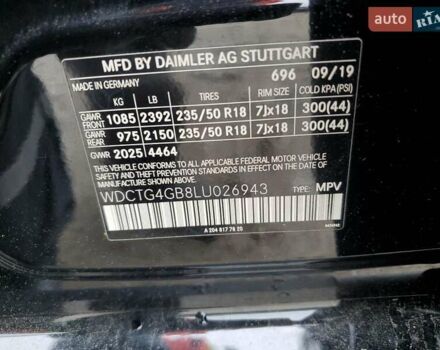 AUTO RIA
MFD BY DAIMLER AG STUTTGART
MADE IN GERMANY
696 09/19
KG LB TIRES RIM SIZE COLD KPA (PSI)
GAWR FRONT 1085 2392 235/50 R18 7Jx18 300(44)
GAWR REAR 975 2150 235/50 R18 7Jx18 300(44)
GVWR 2025 4464
THIS VEHICLE CONFORMS TO ALL APPLICABLE FEDERAL MOTOR VEHICLE
SAFETY, BUMPER, AND THEFT PREVENTION STANDARDS IN EFFECT
ON THE DATE OF MANUFACTURE SHOWN ABOVE.
WDCTG4GB8LU026943 TYPE: MPV
A 204 817 79 20